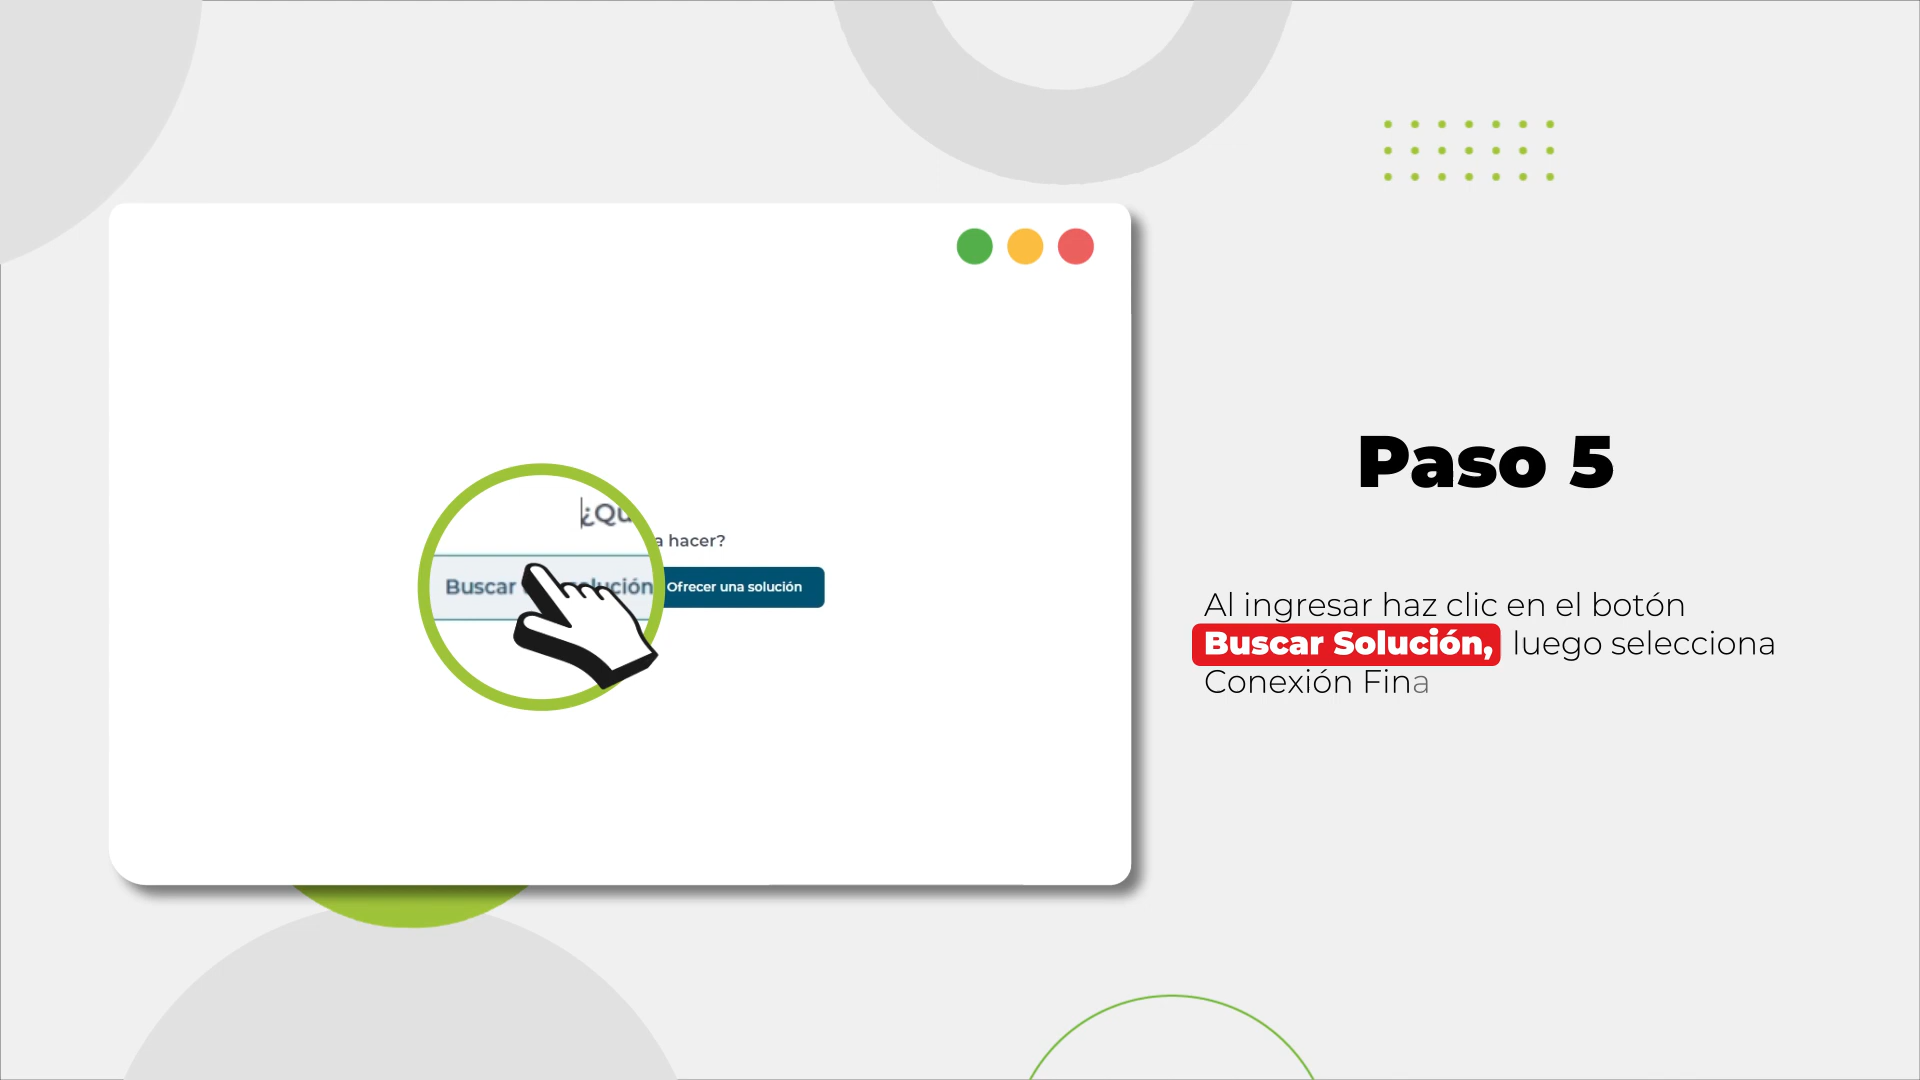 ¿Qu
a hacer?
Buscar solución
Ofrecer una solución
Paso 5
Al ingresar haz clic en el botón
Buscar Solución, luego selecciona
Conexión Fina